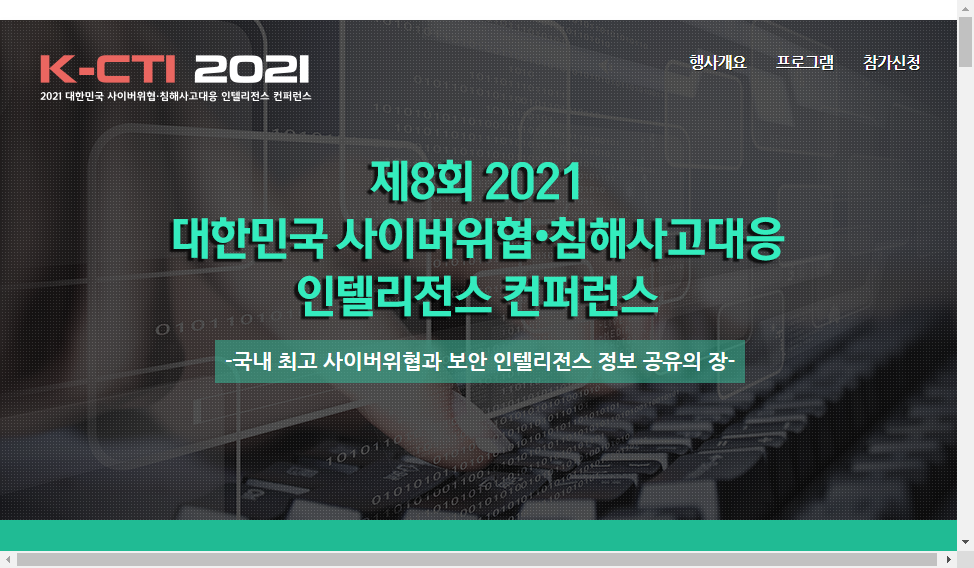 K-CTI 2021
2021 대한민국 사이버위협·침해사고대응 인텔리전스 컨퍼런스
행사개요 프로그램 참가신청
제8회 2021
대한민국 사이버위협·침해사고대응
인텔리전스 컨퍼런스
-국내 최고 사이버위협과 보안 인텔리전스 정보 공유의 장-